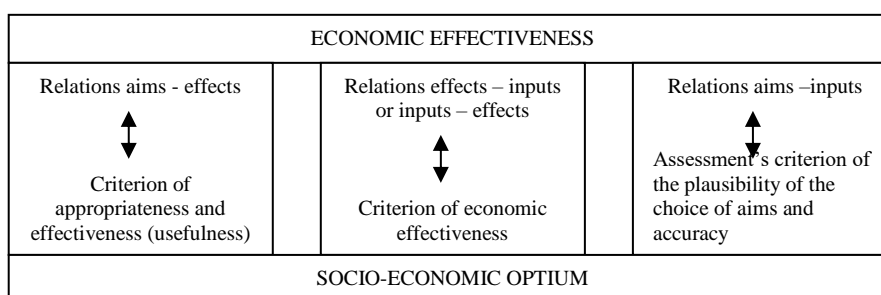 ECONOMIC EFFECTIVENESS
Relations aims - effects
Criterion of
appropriateness and
effectiveness (usefulness)
Relations effects – inputs
or inputs – effects
Criterion of economic
effectiveness
Relations aims –inputs
Assessment's criterion of
the plausibility of the
choice of aims and
accuracy
SOCIO-ECONOMIC OPTIUM